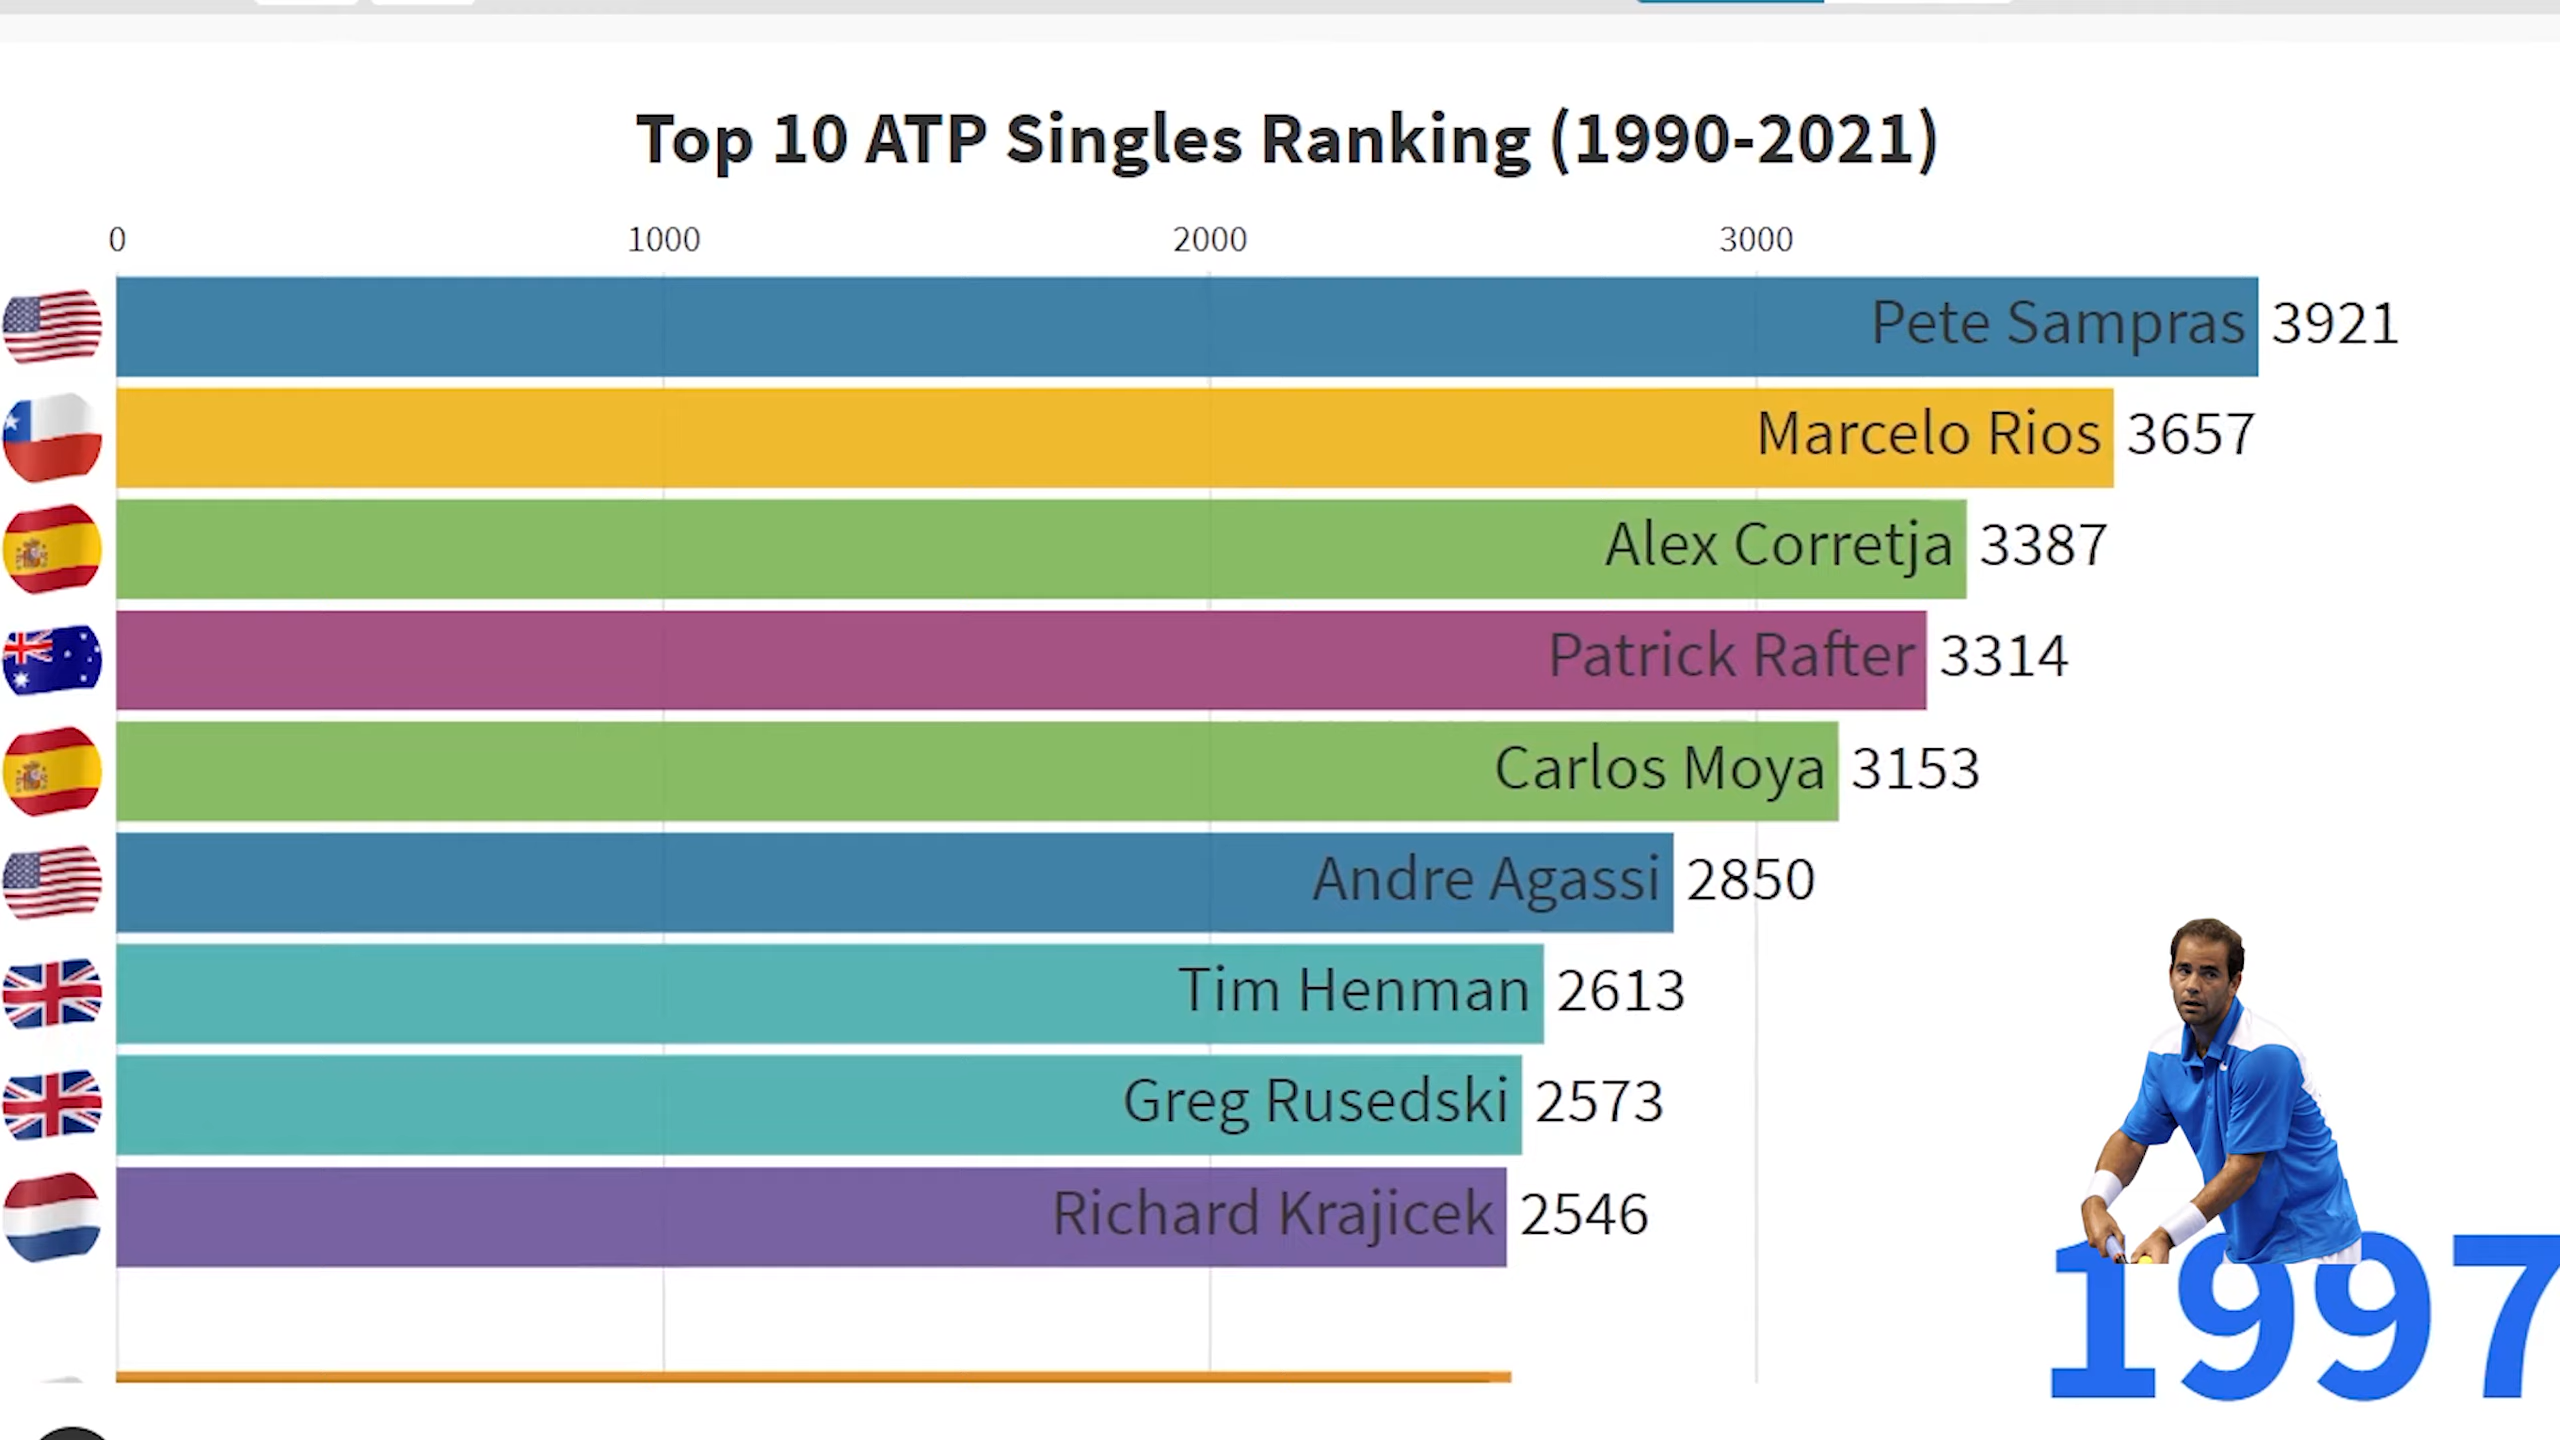 Top 10 ATP Singles Ranking (1990-2021)
0 1000 2000 3000
Pete Sampras 3921
Marcelo Rios 3657
Alex Corretja 3387
Patrick Rafter 3314
Carlos Moya 3153
Andre Agassi 2850
Tim Henman 2613
Greg Rusedski 2573
Richard Krajicek 2546
1997